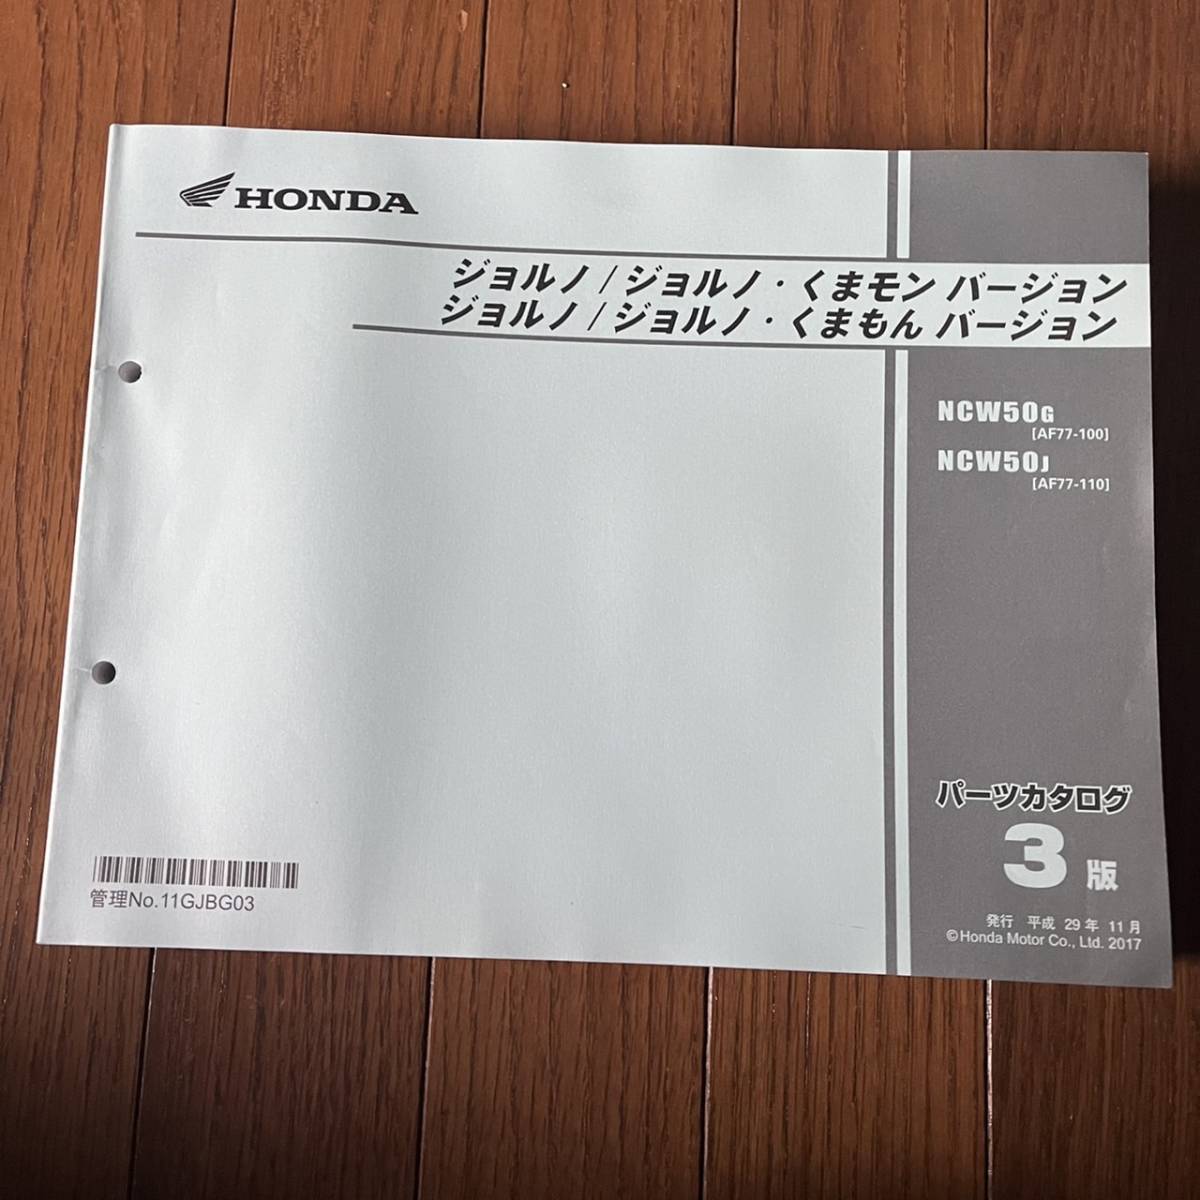 HONDA
ジョルノ / ジョルノ・くまモン バージョン
ジョルノ / ジョルノ・くまもん バージョン
NCW50G
[AF77-100]
NCW50J
[AF77-110]
パーツカタログ
3 版
発行 平成 29 年 11 月
©Honda Motor Co., Ltd. 2017
管理No.11GJBG03